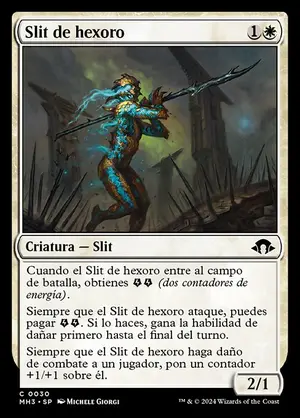 Slit de hexoro 1
Criatura — Slit
Cuando el Slit de hexoro entre al campo
de batalla, obtienes (dos contadores de
energía).
Siempre que el Slit de hexoro ataque, puedes
pagar . Si lo haces, gana la habilidad de
dañar primero hasta el final del turno.
Siempre que el Slit de hexoro haga daño
de combate a un jugador, pon un contador
+1/+1 sobre él.
2/1
C 0030
MH3 • SP Michele Giorgi
™ & © 2024 Wizards of the Coast